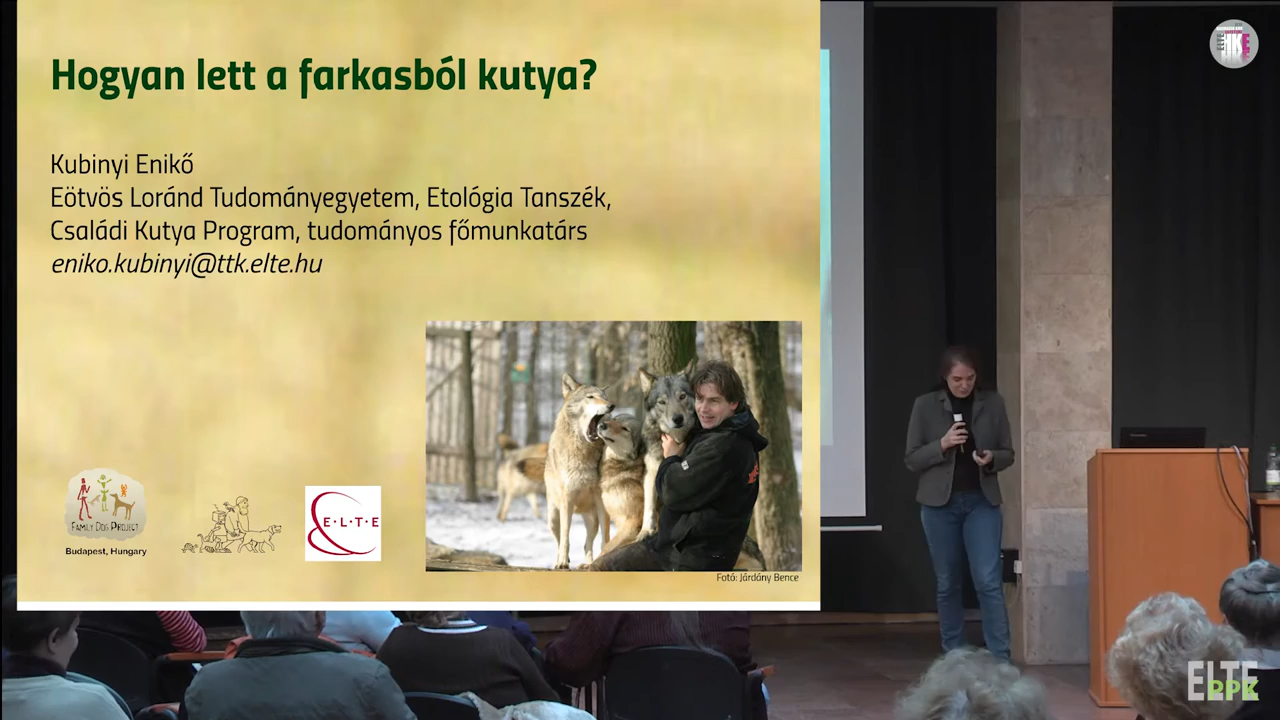 Hogyan lett a farkasból kutya?
Kubinyi Enikő
Eötvös Loránd Tudományegyetem, Etológia Tanszék,
Családi Kutya Program, tudományos főmunkatárs
eniko.kubinyi@ttk.elte.hu
FAMILY DOG PROJECT
Budapest, Hungary
E·L·T·E
Fotó: Járdány Bence
ELTE
PPK